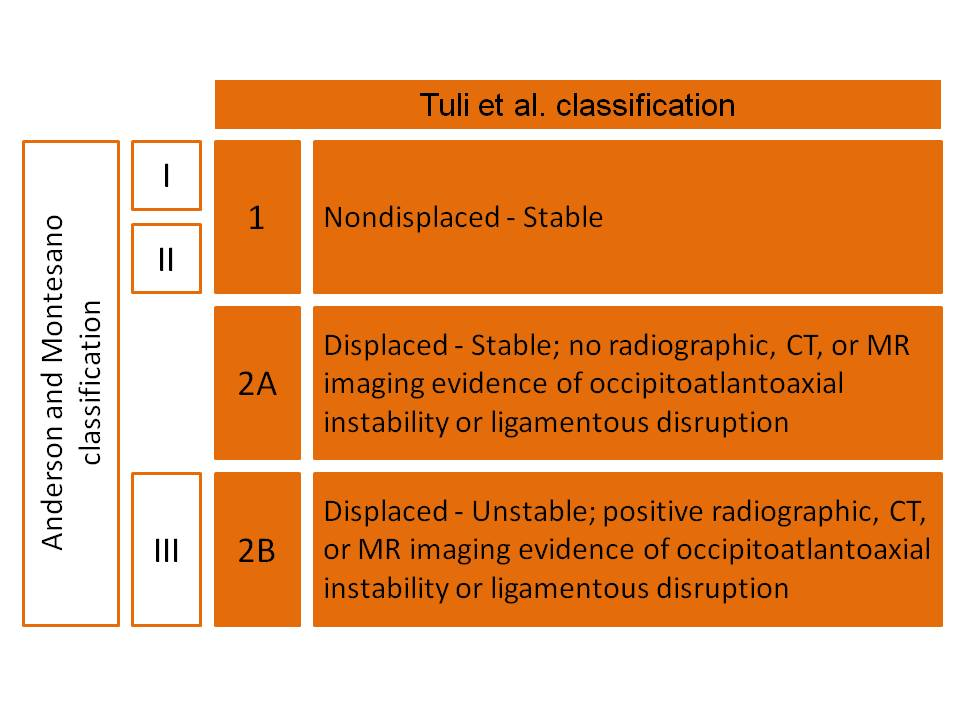 Tuli et al. classification
Anderson and Montesano
classification
I
II
1
Nondisplaced - Stable
2A
Displaced - Stable; no radiographic, CT, or MR
imaging evidence of occipitoatlantoaxial
instability or ligamentous disruption
III
2B
Displaced - Unstable; positive radiographic, CT,
or MR imaging evidence of occipitoatlantoaxial
instability or ligamentous disruption